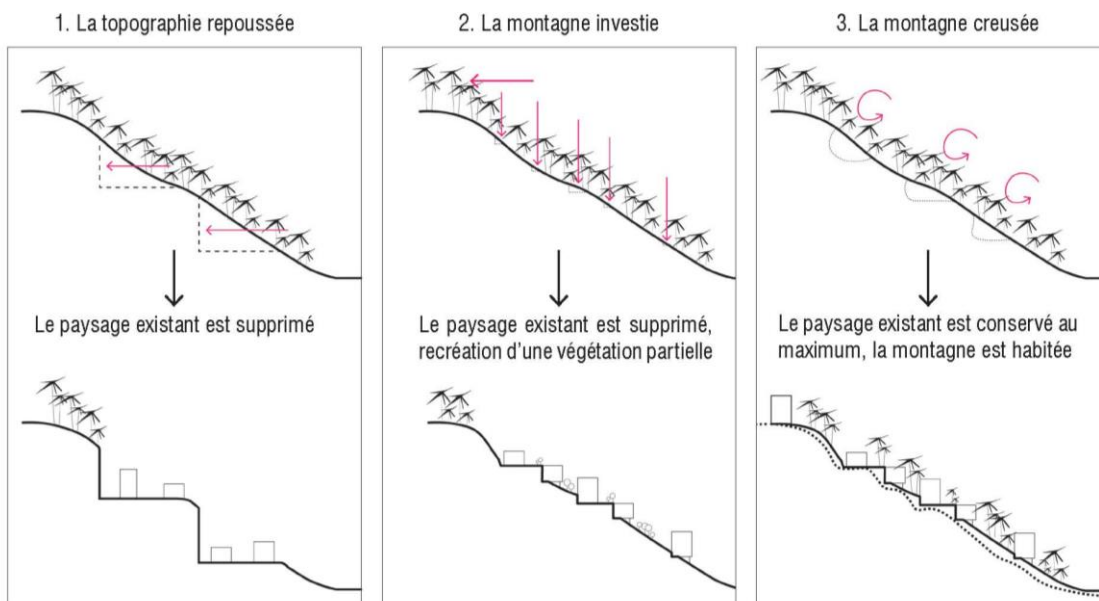 1. La topographie repoussée
2. La montagne investie
3. La montagne creusée
Le paysage existant est supprimé
Le paysage existant est supprimé,
recréation d'une végétation partielle
Le paysage existant est conservé au
maximum, la montagne est habitée